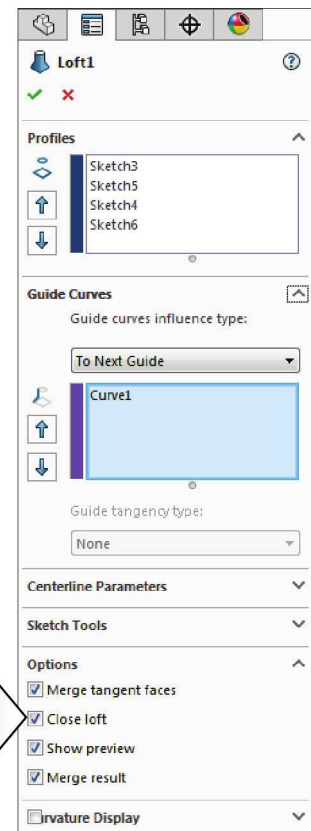 Loft1
Profiles
Sketch3
Sketch5
Sketch4
Sketch6
Guide Curves
Guide curves influence type:
To Next Guide
Curve1
Guide tangency type:
None
Centerline Parameters
Sketch Tools
Options
Merge tangent faces
Close loft
Show preview
Merge result
rvature Display